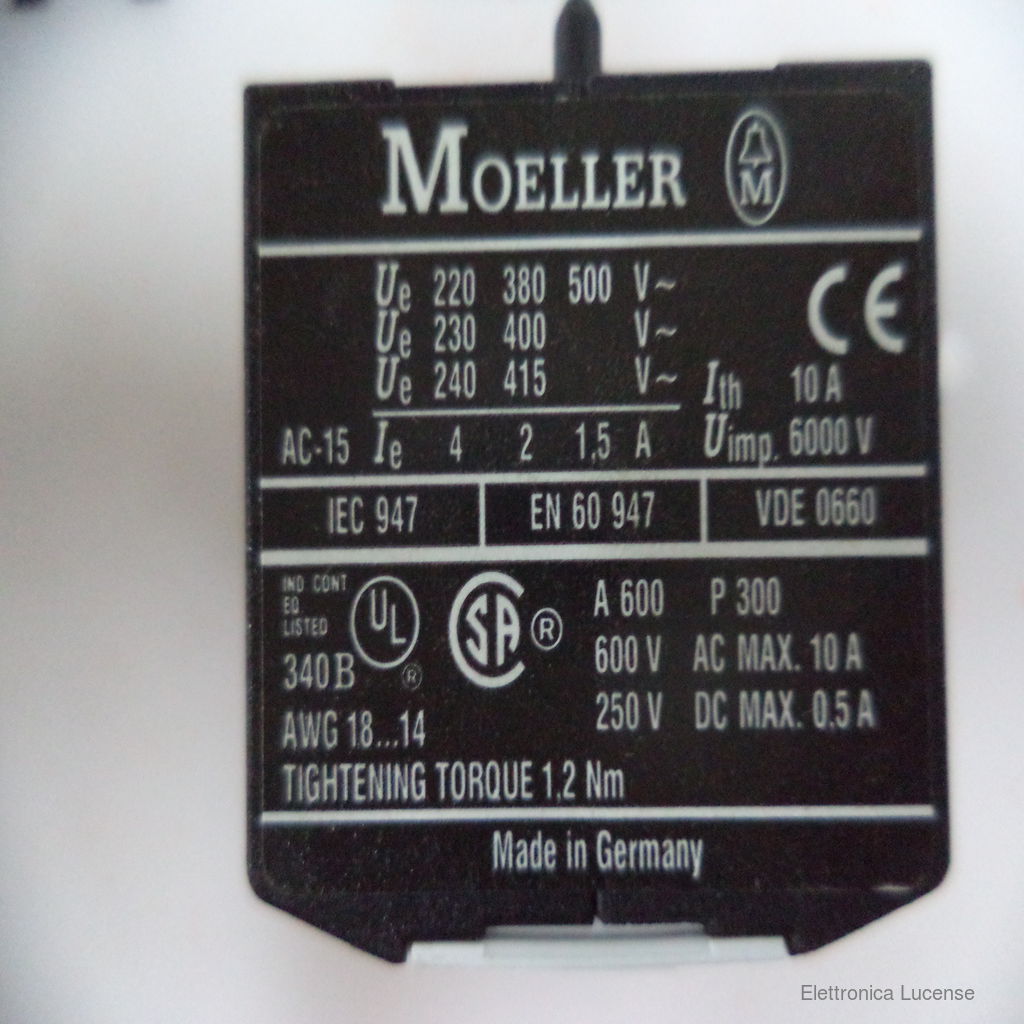 MOELLER M
Ue 220 380 500 V~
Ue 230 400 V~
Ue 240 415 V~
Ith 10 A
AC-15 Ie 4 2 1,5 A
Uimp. 6000 V
IEC 947 EN 60 947 VDE 0660
CE
IND CONT
EQ
LISTED
340B
UL ®
SA ®
A 600 P 300
600 V AC MAX. 10 A
250 V DC MAX. 0.5 A
AWG 18...14
TIGHTENING TORQUE 1,2 Nm
Made in Germany
Elettronica Lucense